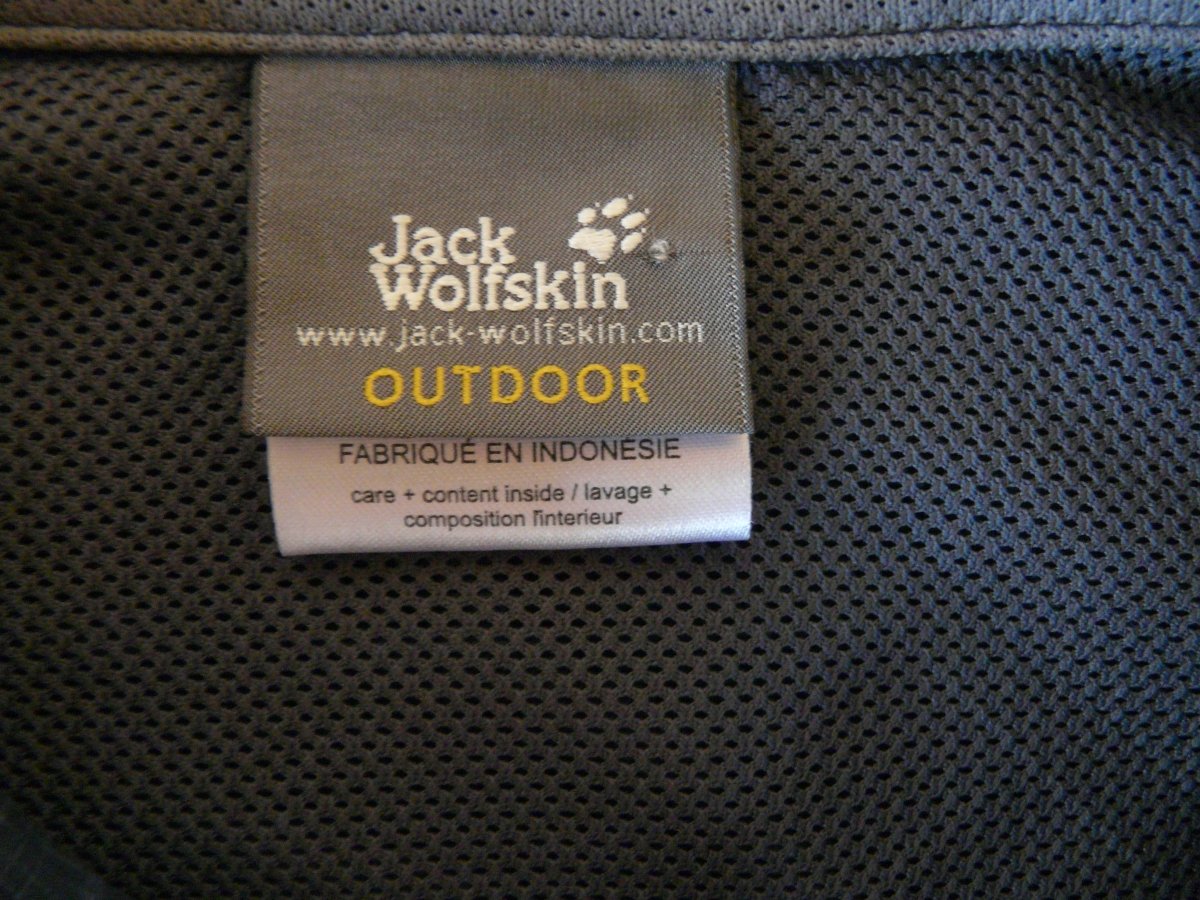 Jack
Wolfskin
www.jack-wolfskin.com
OUTDOOR
FABRIQUÉ EN INDONÉSIE
care + content inside / lavage +
composition l'interieur